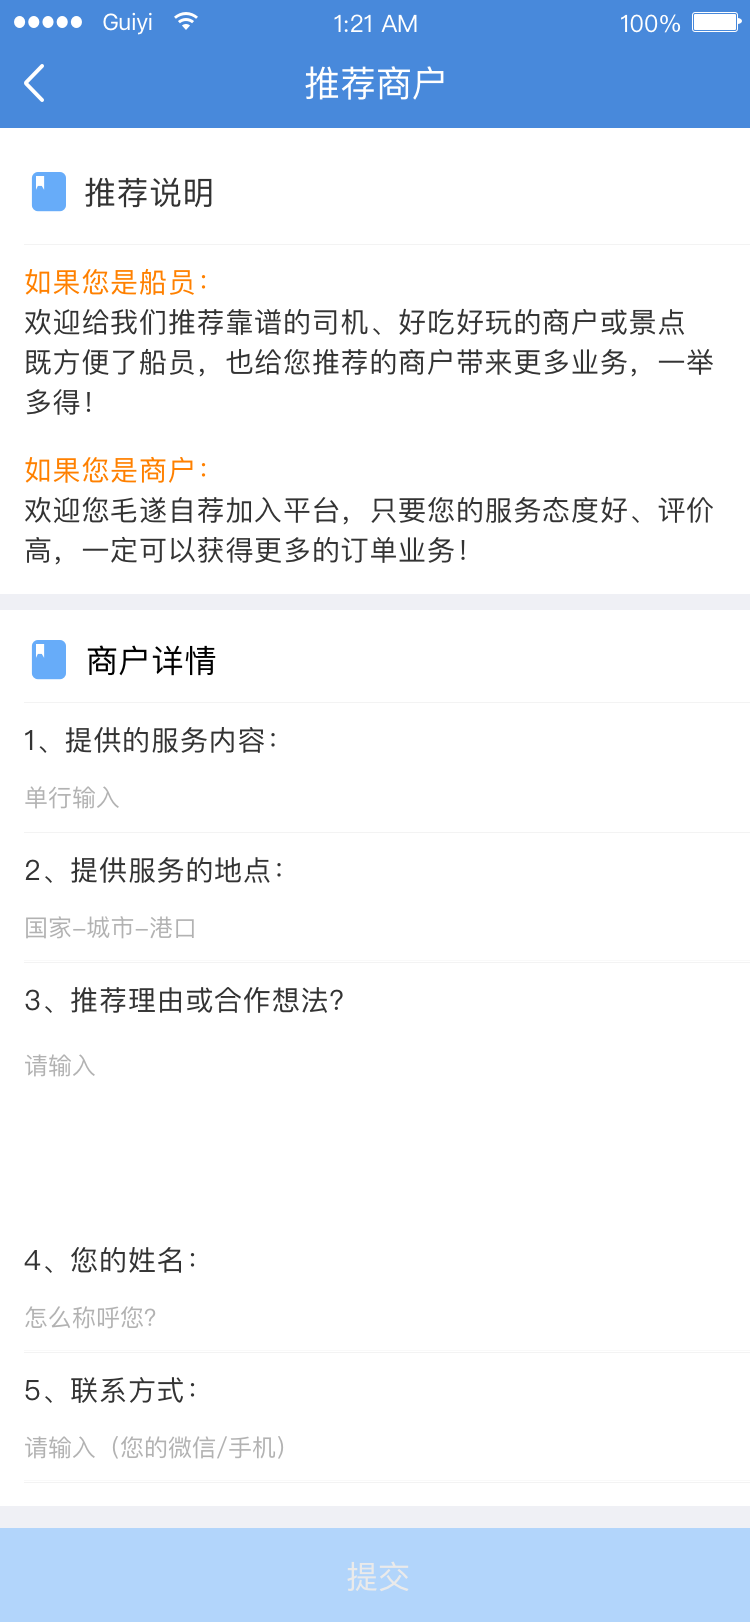 Guiyi 1:21 AM 100%
推荐商户
推荐说明
如果您是船员：
欢迎给我们推荐靠谱的司机、好吃好玩的商户或景点
既方便了船员，也给您推荐的商户带来更多业务，一举
多得！
如果您是商户：
欢迎您毛遂自荐加入平台，只要您的服务态度好、评价
高，一定可以获得更多的订单业务！
商户详情
1、提供的服务内容：
单行输入
2、提供服务的地点：
国家-城市-港口
3、推荐理由或合作想法?
请输入
4、您的姓名：
怎么称呼您?
5、联系方式：
请输入（您的微信/手机）
提交